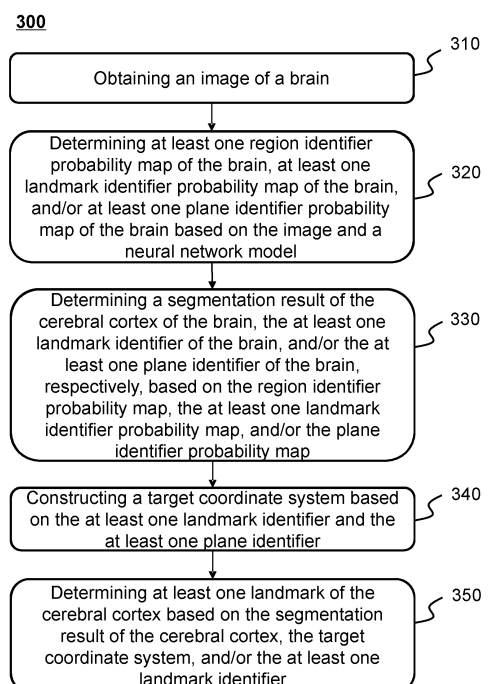 300
310
Obtaining an image of a brain
Determining at least one region identifier
probability map of the brain, at least one
landmark identifier probability map of the brain,
and/or at least one plane identifier probability
map of the brain based on the image and a
neural network model
320
Determining a segmentation result of the
cerebral cortex of the brain, the at least one
landmark identifier of the brain, and/or the at
least one plane identifier of the brain,
respectively, based on the region identifier
probability map, the at least one landmark
identifier probability map, and/or the plane
identifier probability map
330
Constructing a target coordinate system based
on the at least one landmark identifier and the
at least one plane identifier
340
Determining at least one landmark of the
cerebral cortex based on the segmentation
result of the cerebral cortex, the target
coordinate system, and/or the at least one
landmark identifier
350